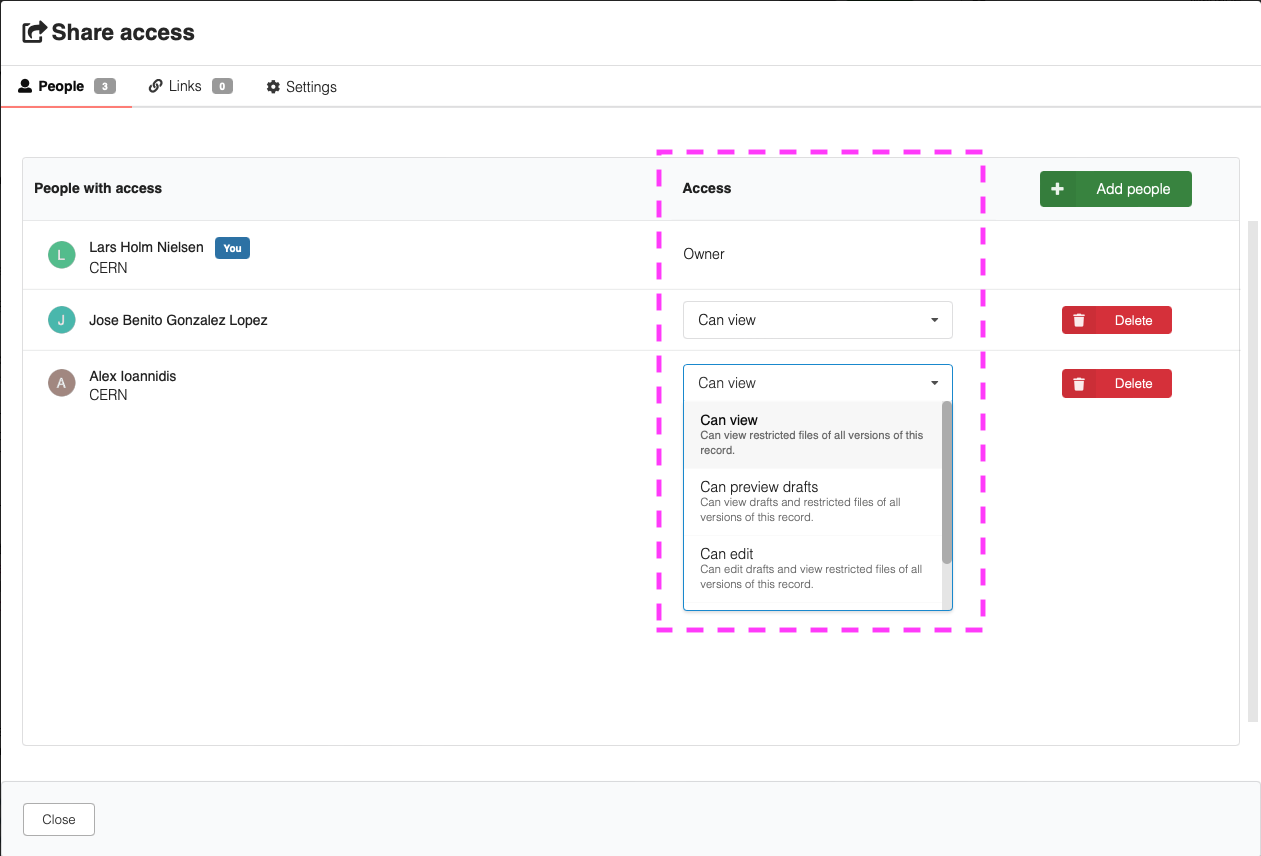 Share access
People 3 Links 0 Settings
People with access Access Add people
Lars Holm Nielsen You
CERN
Owner
Jose Benito Gonzalez Lopez Can view Delete
Alex Ioannidis
CERN
Can view Delete
Can view
Can view restricted files of all versions of this
record.
Can preview drafts
Can view drafts and restricted files of all
versions of this record.
Can edit
Can edit drafts and view restricted files of all
versions of this record.
Close
L
J
A